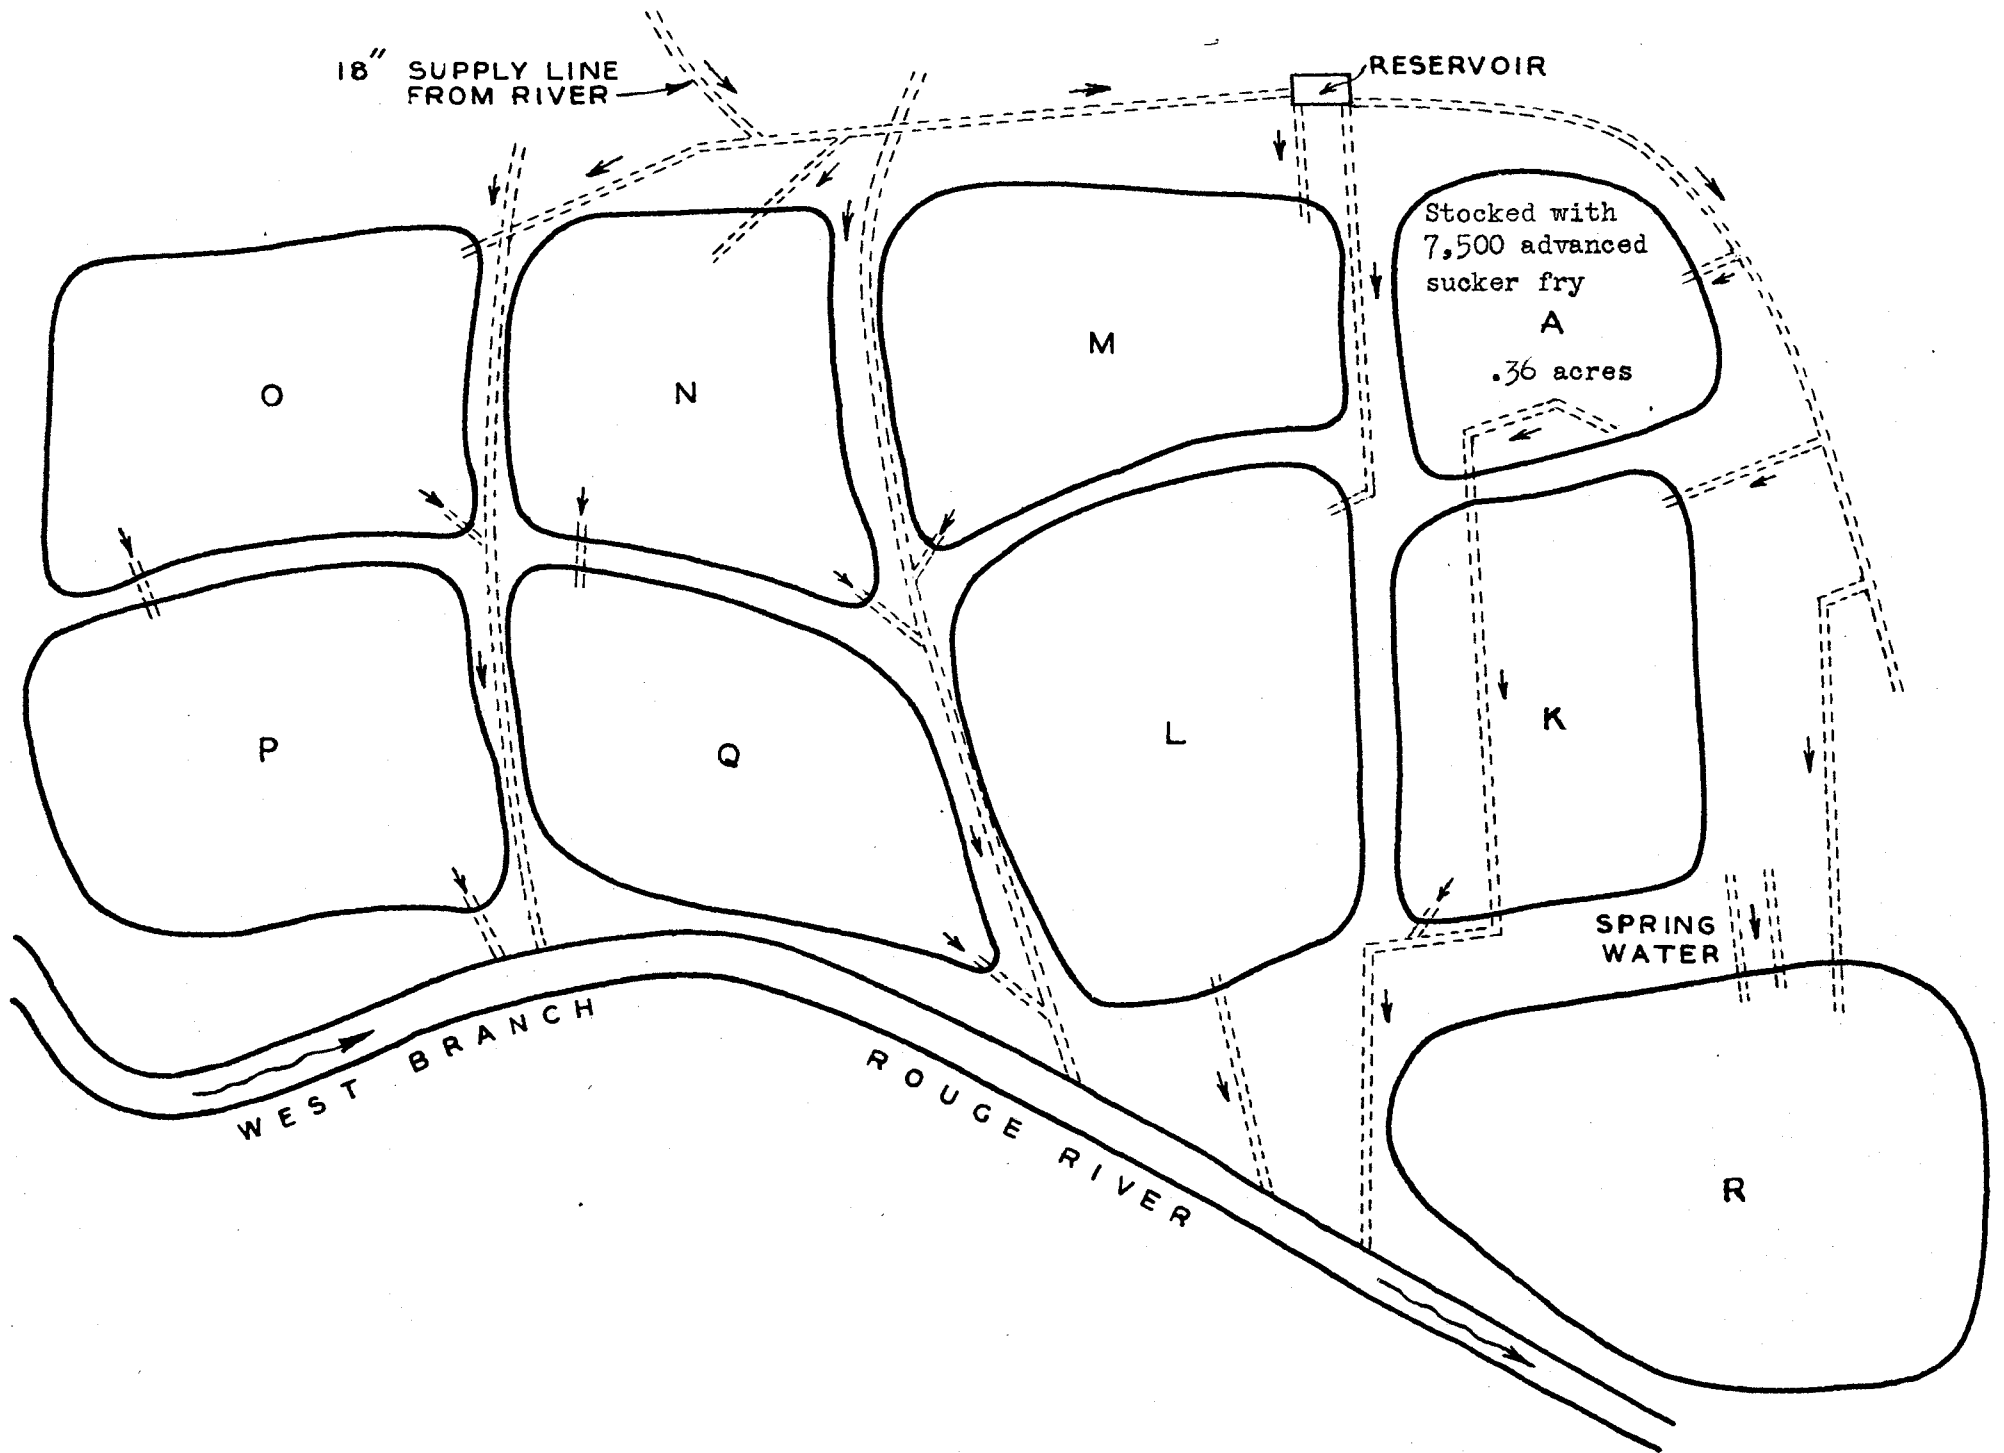 18" SUPPLY LINE
FROM RIVER
RESERVOIR
Stocked with
7,500 advanced
sucker fry
A
.36 acres
M
O
N
K
L
P
Q
SPRING
WATER
WEST BRANCH
ROUGE RIVER
R